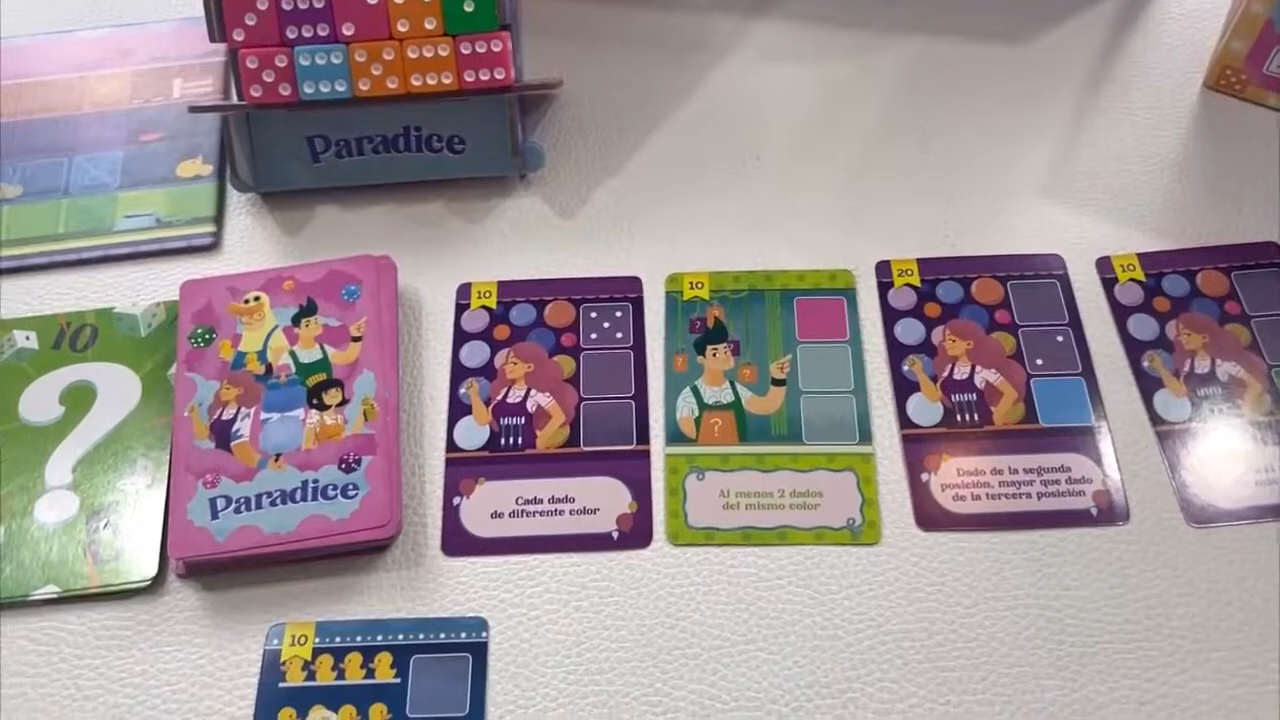 Paradice
10
?
Paradice
10
Cada dado
de diferente color
10
? ? ?
?
Al menos 2 dados
del mismo color
20
Dado de la segunda
posición, mayor que dado
de la tercera posición
10
10